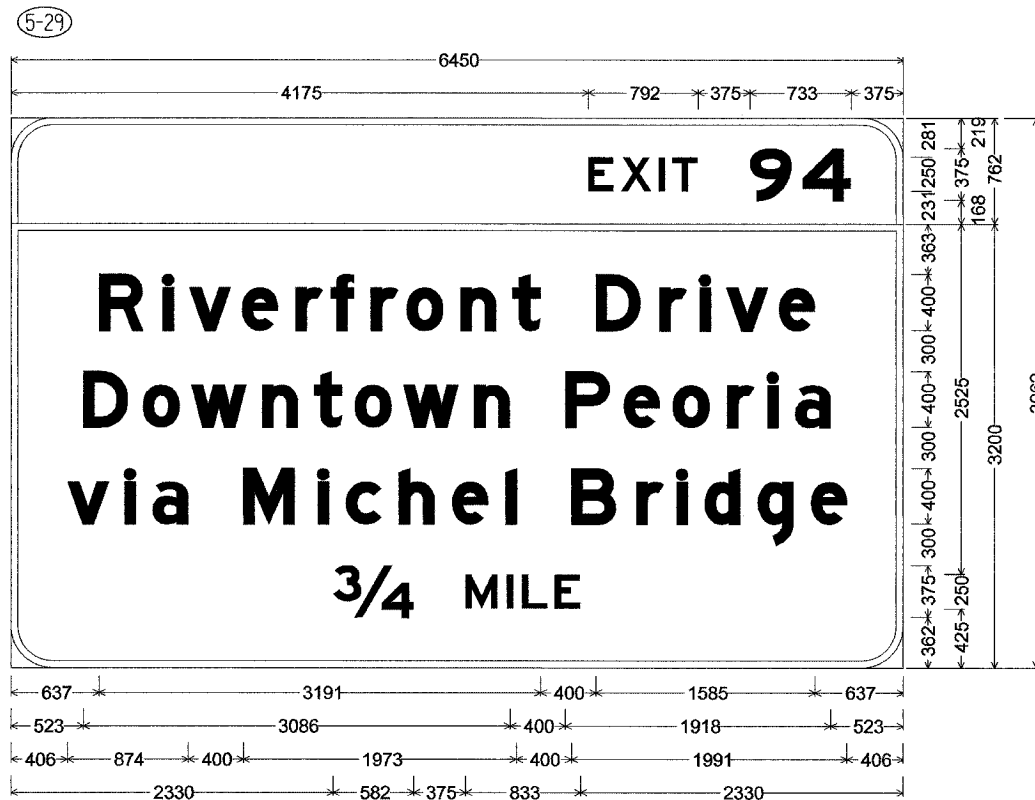 5-29
6450
4175 792 375 733 375
EXIT 94
281 250 231
219 375 168
762
Riverfront Drive
Downtown Peoria
via Michel Bridge
3/4 MILE
363 400 300 400 300 400 300 375 362
2525 250 425
3200
637 3191 400 1585 637
523 3086 400 1918 523
406 874 400 1973 400 1991 406
2330 582 375 833 2330